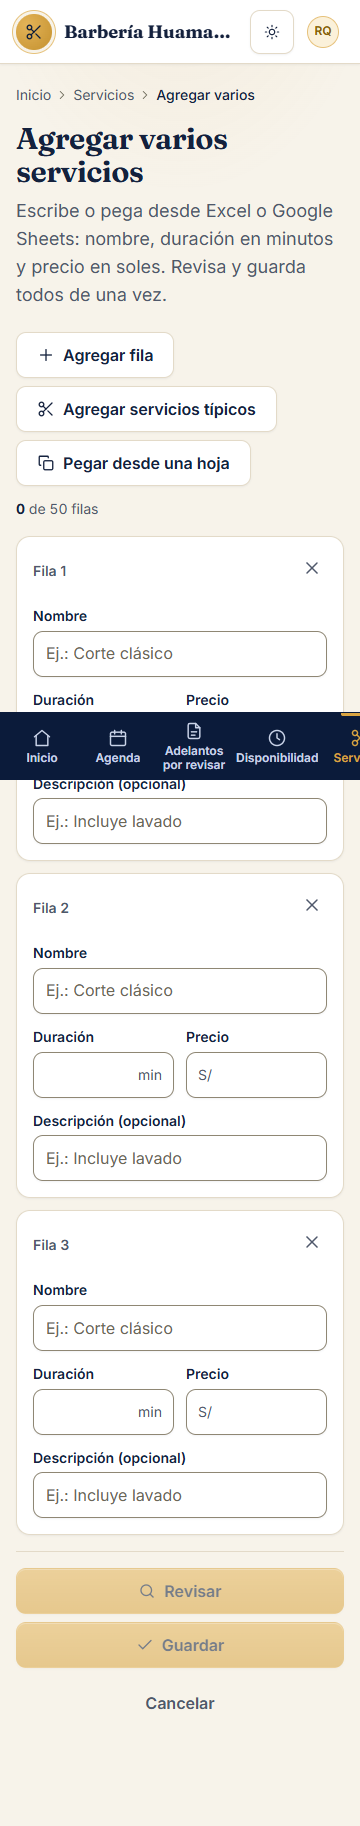 Barbería Huama...
RQ
Inicio > Servicios > Agregar varios
Agregar varios
servicios
Escribe o pega desde Excel o Google
Sheets: nombre, duración en minutos
y precio en soles. Revisa y guarda
todos de una vez.
Agregar fila
Agregar servicios típicos
Pegar desde una hoja
0 de 50 filas
Fila 1
Nombre
Ej.: Corte clásico
Duración Precio
Inicio
Agenda
Adelantos
por revisar
Disponibilidad
Serv
Descripción (opcional)
Ej.: Incluye lavado
Fila 2
Nombre
Ej.: Corte clásico
Duración Precio
min S/
Descripción (opcional)
Ej.: Incluye lavado
Fila 3
Nombre
Ej.: Corte clásico
Duración Precio
min S/
Descripción (opcional)
Ej.: Incluye lavado
Revisar
Guardar
Cancelar